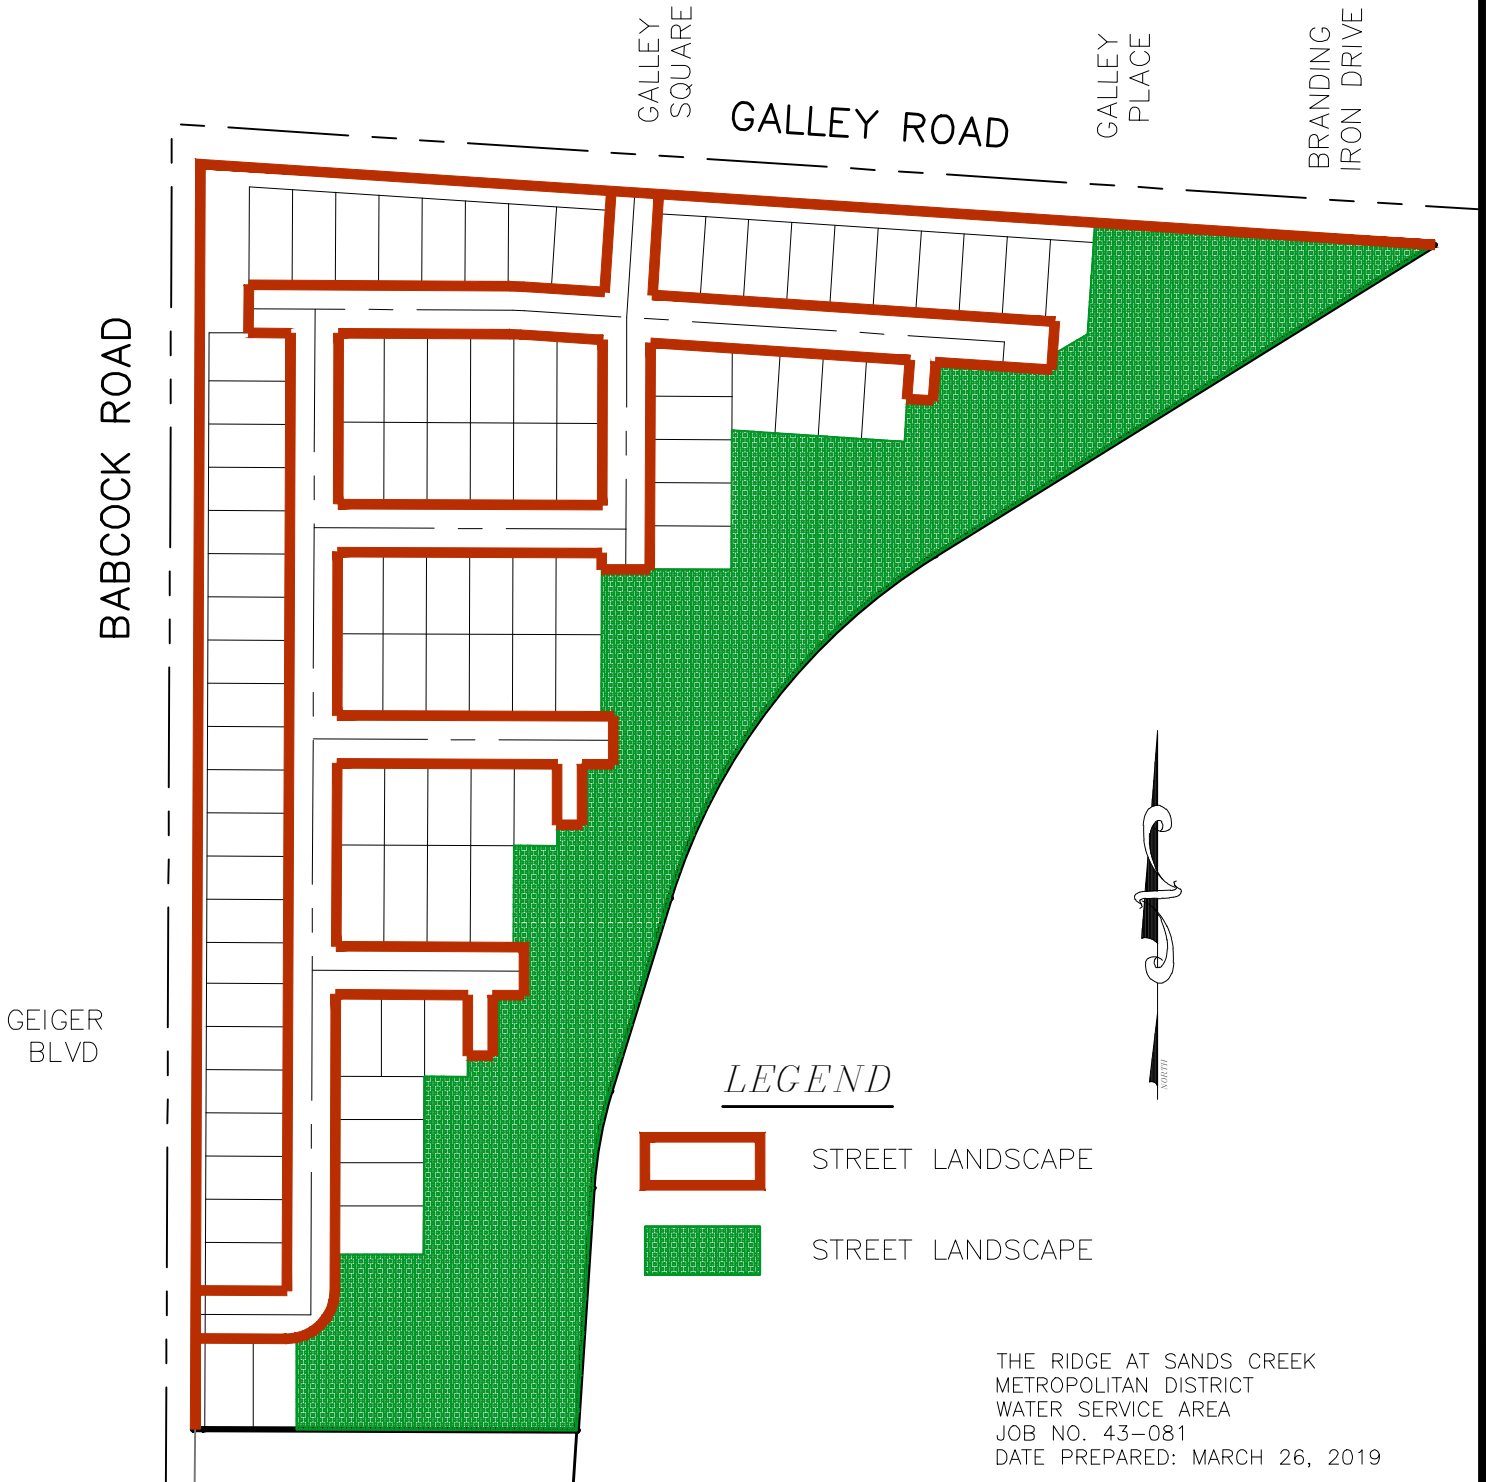 GALLEY
SQUARE
GALLEY ROAD
GALLEY
PLACE
BRANDING
IRON DRIVE
BABCOCK ROAD
GEIGER
BLVD
NORTH
LEGEND
STREET LANDSCAPE
STREET LANDSCAPE
THE RIDGE AT SANDS CREEK
METROPOLITAN DISTRICT
WATER SERVICE AREA
JOB NO. 43-081
DATE PREPARED: MARCH 26, 2019